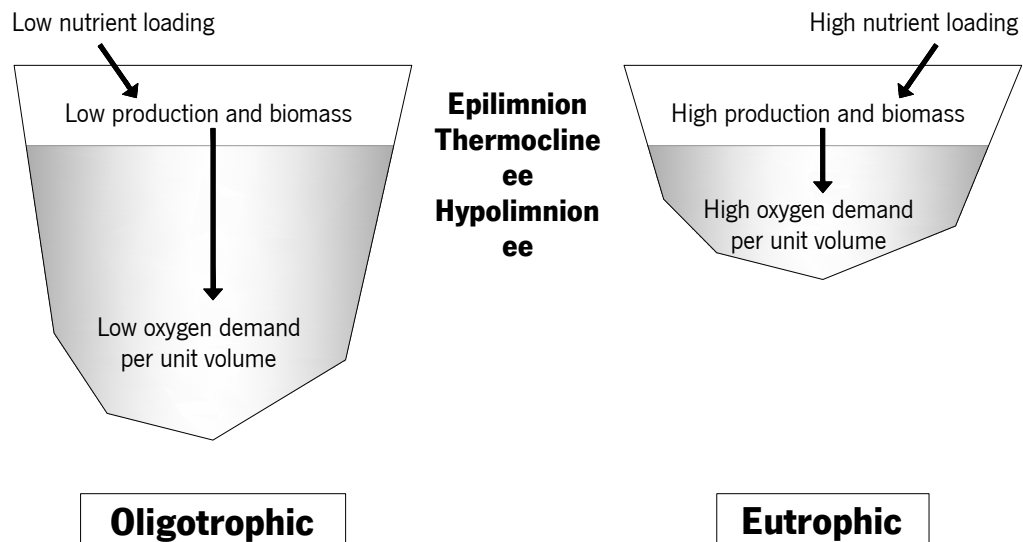 Low nutrient loading
Low production and biomass
Low oxygen demand
per unit volume
Oligotrophic
Epilimnion
Thermocline
ee
Hypolimnion
ee
High nutrient loading
High production and biomass
High oxygen demand
per unit volume
Eutrophic